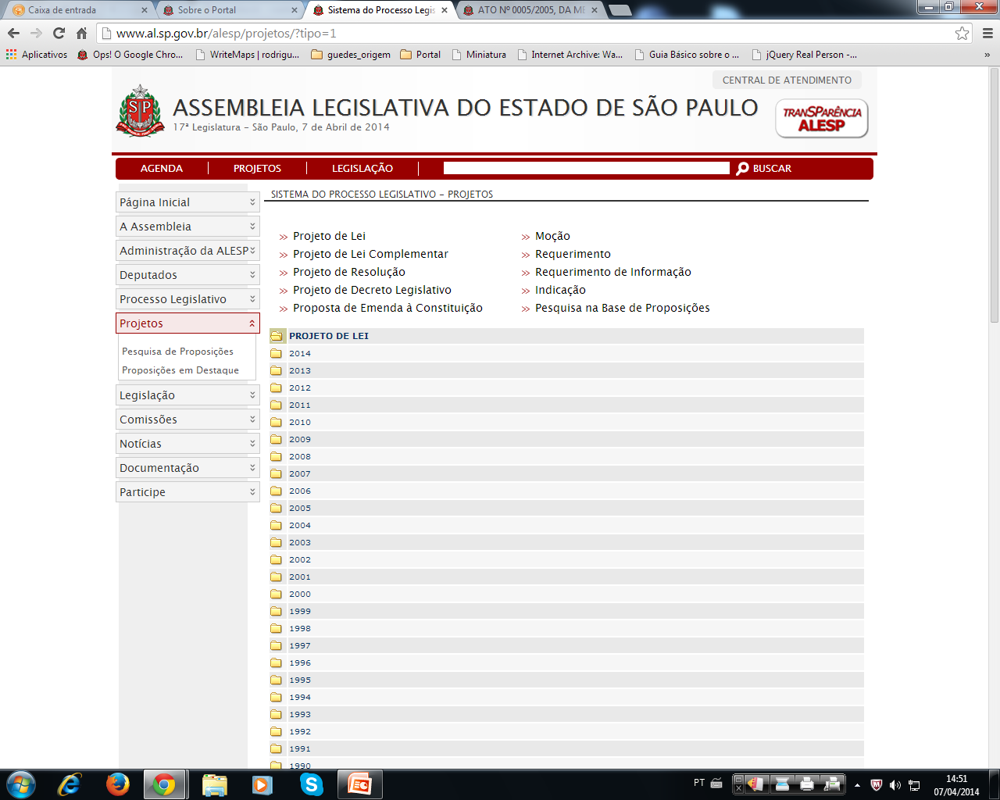 Caixa de entrada
Sobre o Portal
Sistema do Processo Legis
ATO Nº 0005/2005, DA ME
www.al.sp.gov.br/alesp/projetos/?tipo=1
Aplicativos
Ops! O Google Chro...
WriteMaps | rodrigu...
guedes_origem
Portal
Miniatura
Internet Archive: Wa...
Guia Básico sobre o ...
jQuery Real Person -...
»
CENTRAL DE ATENDIMENTO
SP
ASSEMBLEIA LEGISLATIVA DO ESTADO DE SÃO PAULO
17ª Legislatura - São Paulo, 7 de Abril de 2014
TRANSPARÊNCIA
ALESP
AGENDA
PROJETOS
LEGISLAÇÃO
BUSCAR
Página Inicial
A Assembleia
Administração da ALESP
Deputados
Processo Legislativo
Projetos
Pesquisa de Proposições
Proposições em Destaque
Legislação
Comissões
Notícias
Documentação
Participe
SISTEMA DO PROCESSO LEGISLATIVO - PROJETOS
Projeto de Lei
Projeto de Lei Complementar
Projeto de Resolução
Projeto de Decreto Legislativo
Proposta de Emenda à Constituição
Moção
Requerimento
Requerimento de Informação
Indicação
Pesquisa na Base de Proposições
PROJETO DE LEI
2014
2013
2012
2011
2010
2009
2008
2007
2006
2005
2004
2003
2002
2001
2000
1999
1998
1997
1996
1995
1994
1993
1992
1991
1990
PT
14:51
07/04/2014